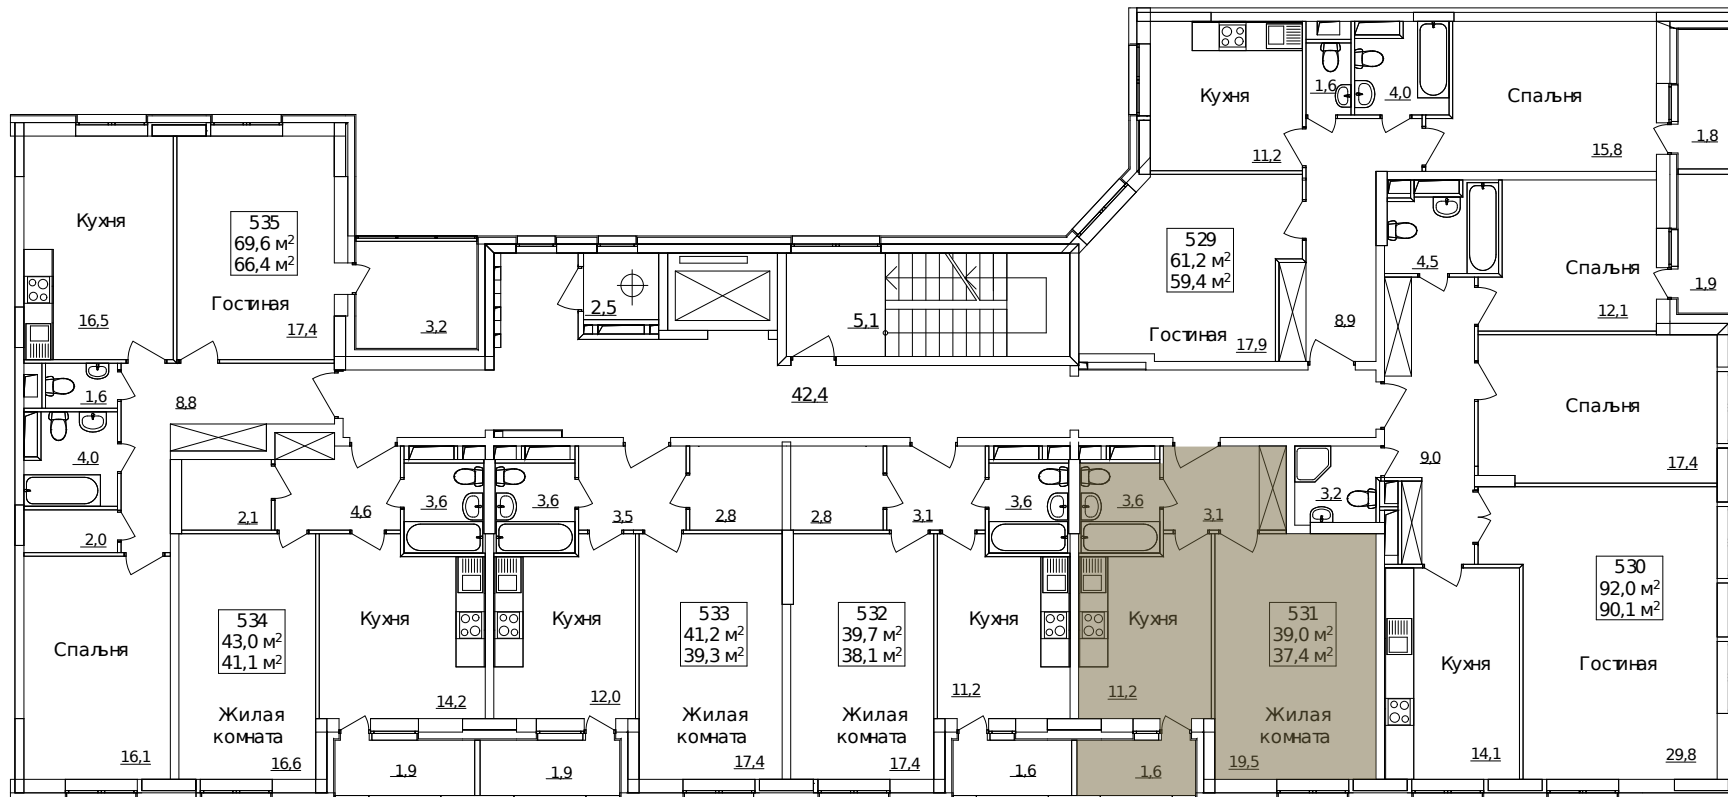 Кухня
1,6
4,0
Спальня
11,2
15,8
1,8
Кухня
535
69,6 м²
66,4 м²
Гостиная
16,5
17,4
3,2
2,5
5,1
529
61,2 м²
59,4 м²
Гостиная
17,9
8,9
4,5
Спальня
12,1
1,9
1,6
8,8
42,4
Спальня
17,4
4,0
2,0
2,1
4,6
3,6
3,6
3,5
2,8
2,8
3,1
3,6
3,6
3,1
3,2
9,0
Спальня
16,1
534
43,0 м²
41,1 м²
Жилая
комната
16,6
Кухня
14,2
Кухня
12,0
533
41,2 м²
39,3 м²
Жилая
комната
17,4
532
39,7 м²
38,1 м²
Жилая
комната
17,4
Кухня
11,2
Кухня
11,2
531
39,0 м²
37,4 м²
Жилая
комната
19,5
Кухня
14,1
530
92,0 м²
90,1 м²
Гостиная
29,8
1,9
1,9
1,6
1,6